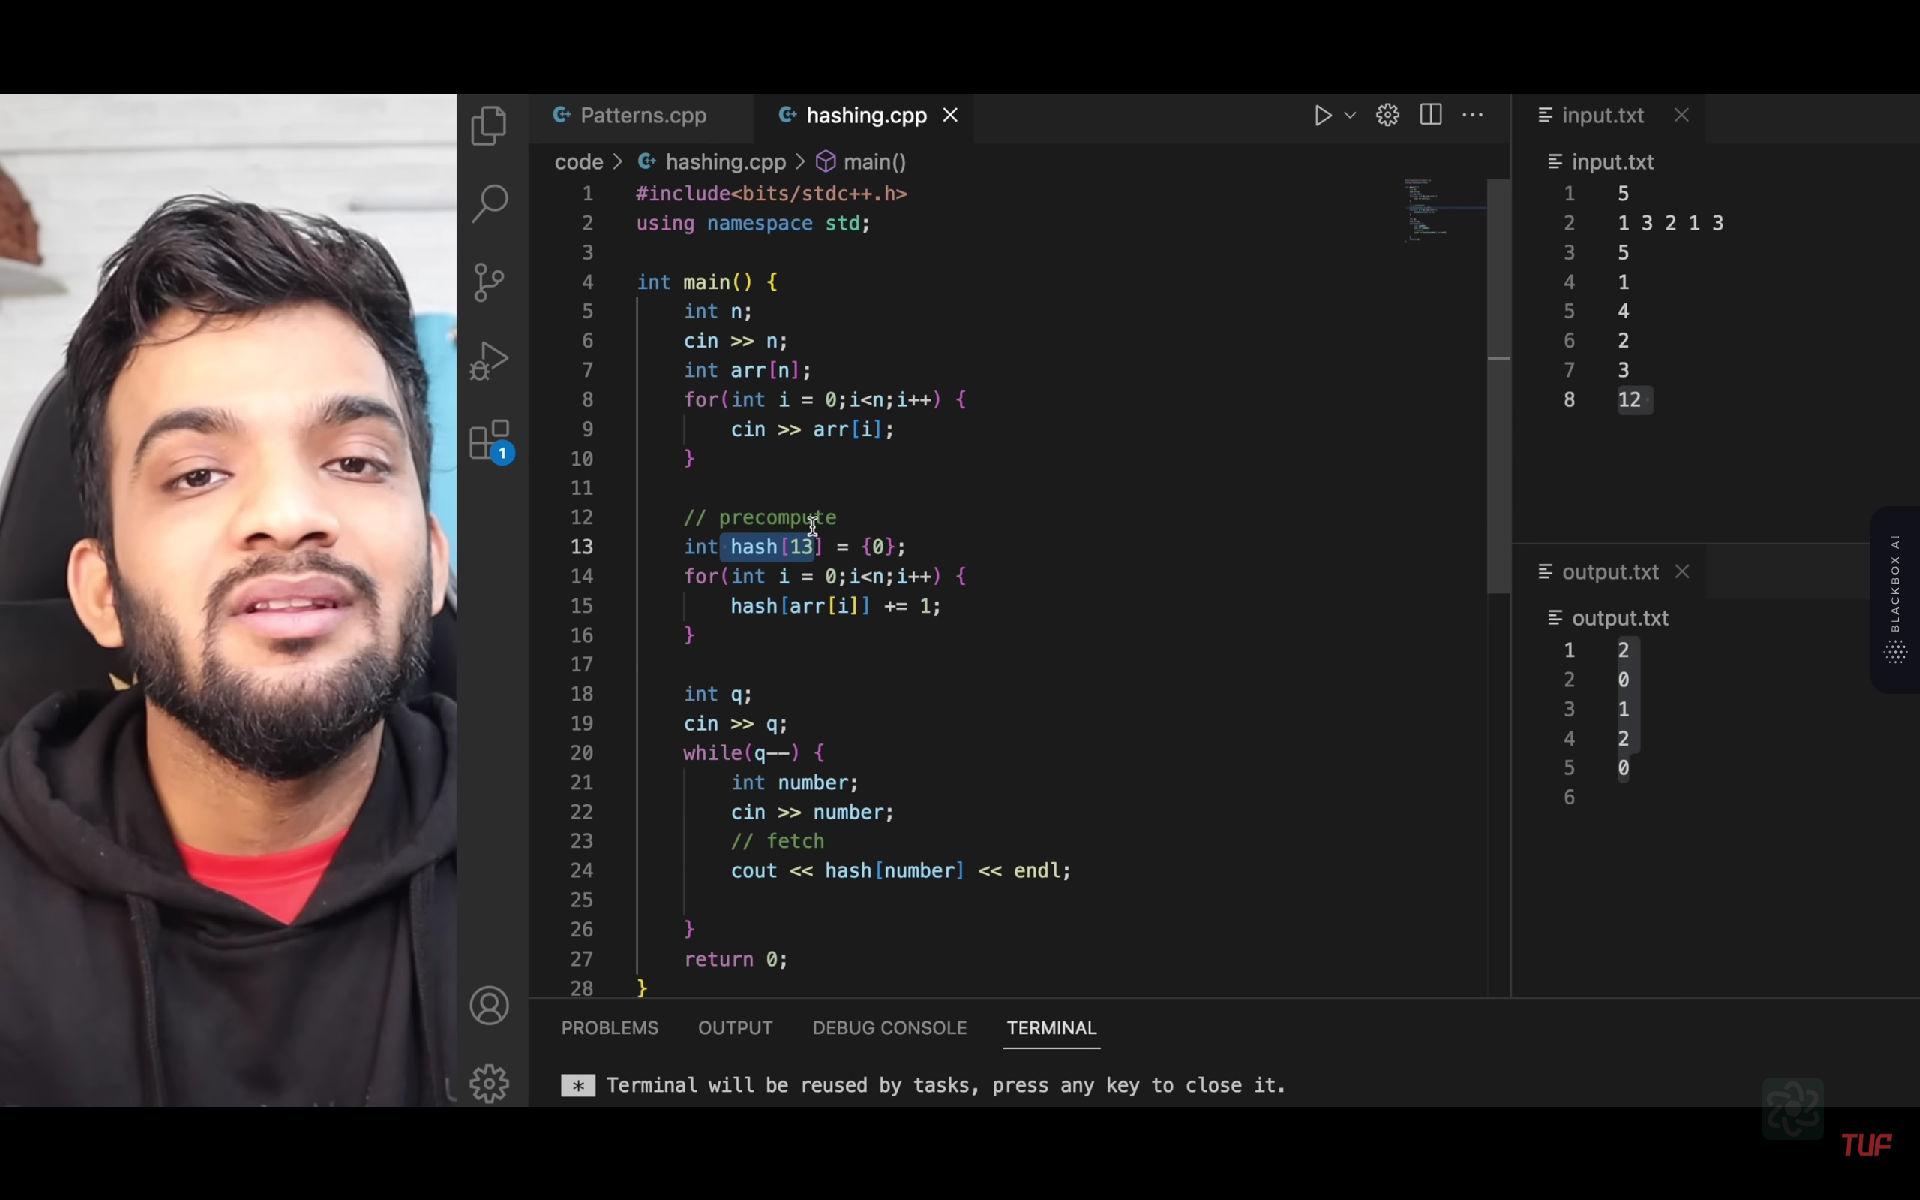 Patterns.cpp
hashing.cpp
code > hashing.cpp > main()
1 #include<bits/stdc++.h>
2 using namespace std;
3
4 int main() {
5 int n;
6 cin >> n;
7 int arr[n];
8 for(int i = 0;i<n;i++) {
9 cin >> arr[i];
10 }
11
12 // precompute
13 int hash[13] = {0};
14 for(int i = 0;i<n;i++) {
15 hash[arr[i]] += 1;
16 }
17
18 int q;
19 cin >> q;
20 while(q--) {
21 int number;
22 cin >> number;
23 // fetch
24 cout << hash[number] << endl;
25
26 }
27 return 0;
28 }
1
PROBLEMS OUTPUT DEBUG CONSOLE TERMINAL
* Terminal will be reused by tasks, press any key to close it.
input.txt
input.txt
1 5
2 1 3 2 1 3
3 5
4 1
5 4
6 2
7 3
8 12
output.txt
output.txt
1 2
2 0
3 1
4 2
5 0
6
BLACKBOX AI
TUF